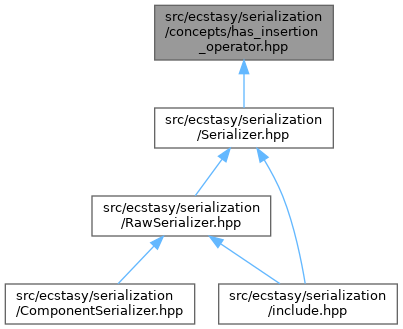 src/ecstasy/serialization
/concepts/has_insertion
_operator.hpp
src/ecstasy/serialization
/Serializer.hpp
src/ecstasy/serialization
/RawSerializer.hpp
src/ecstasy/serialization
/ComponentSerializer.hpp
src/ecstasy/serialization
/include.hpp